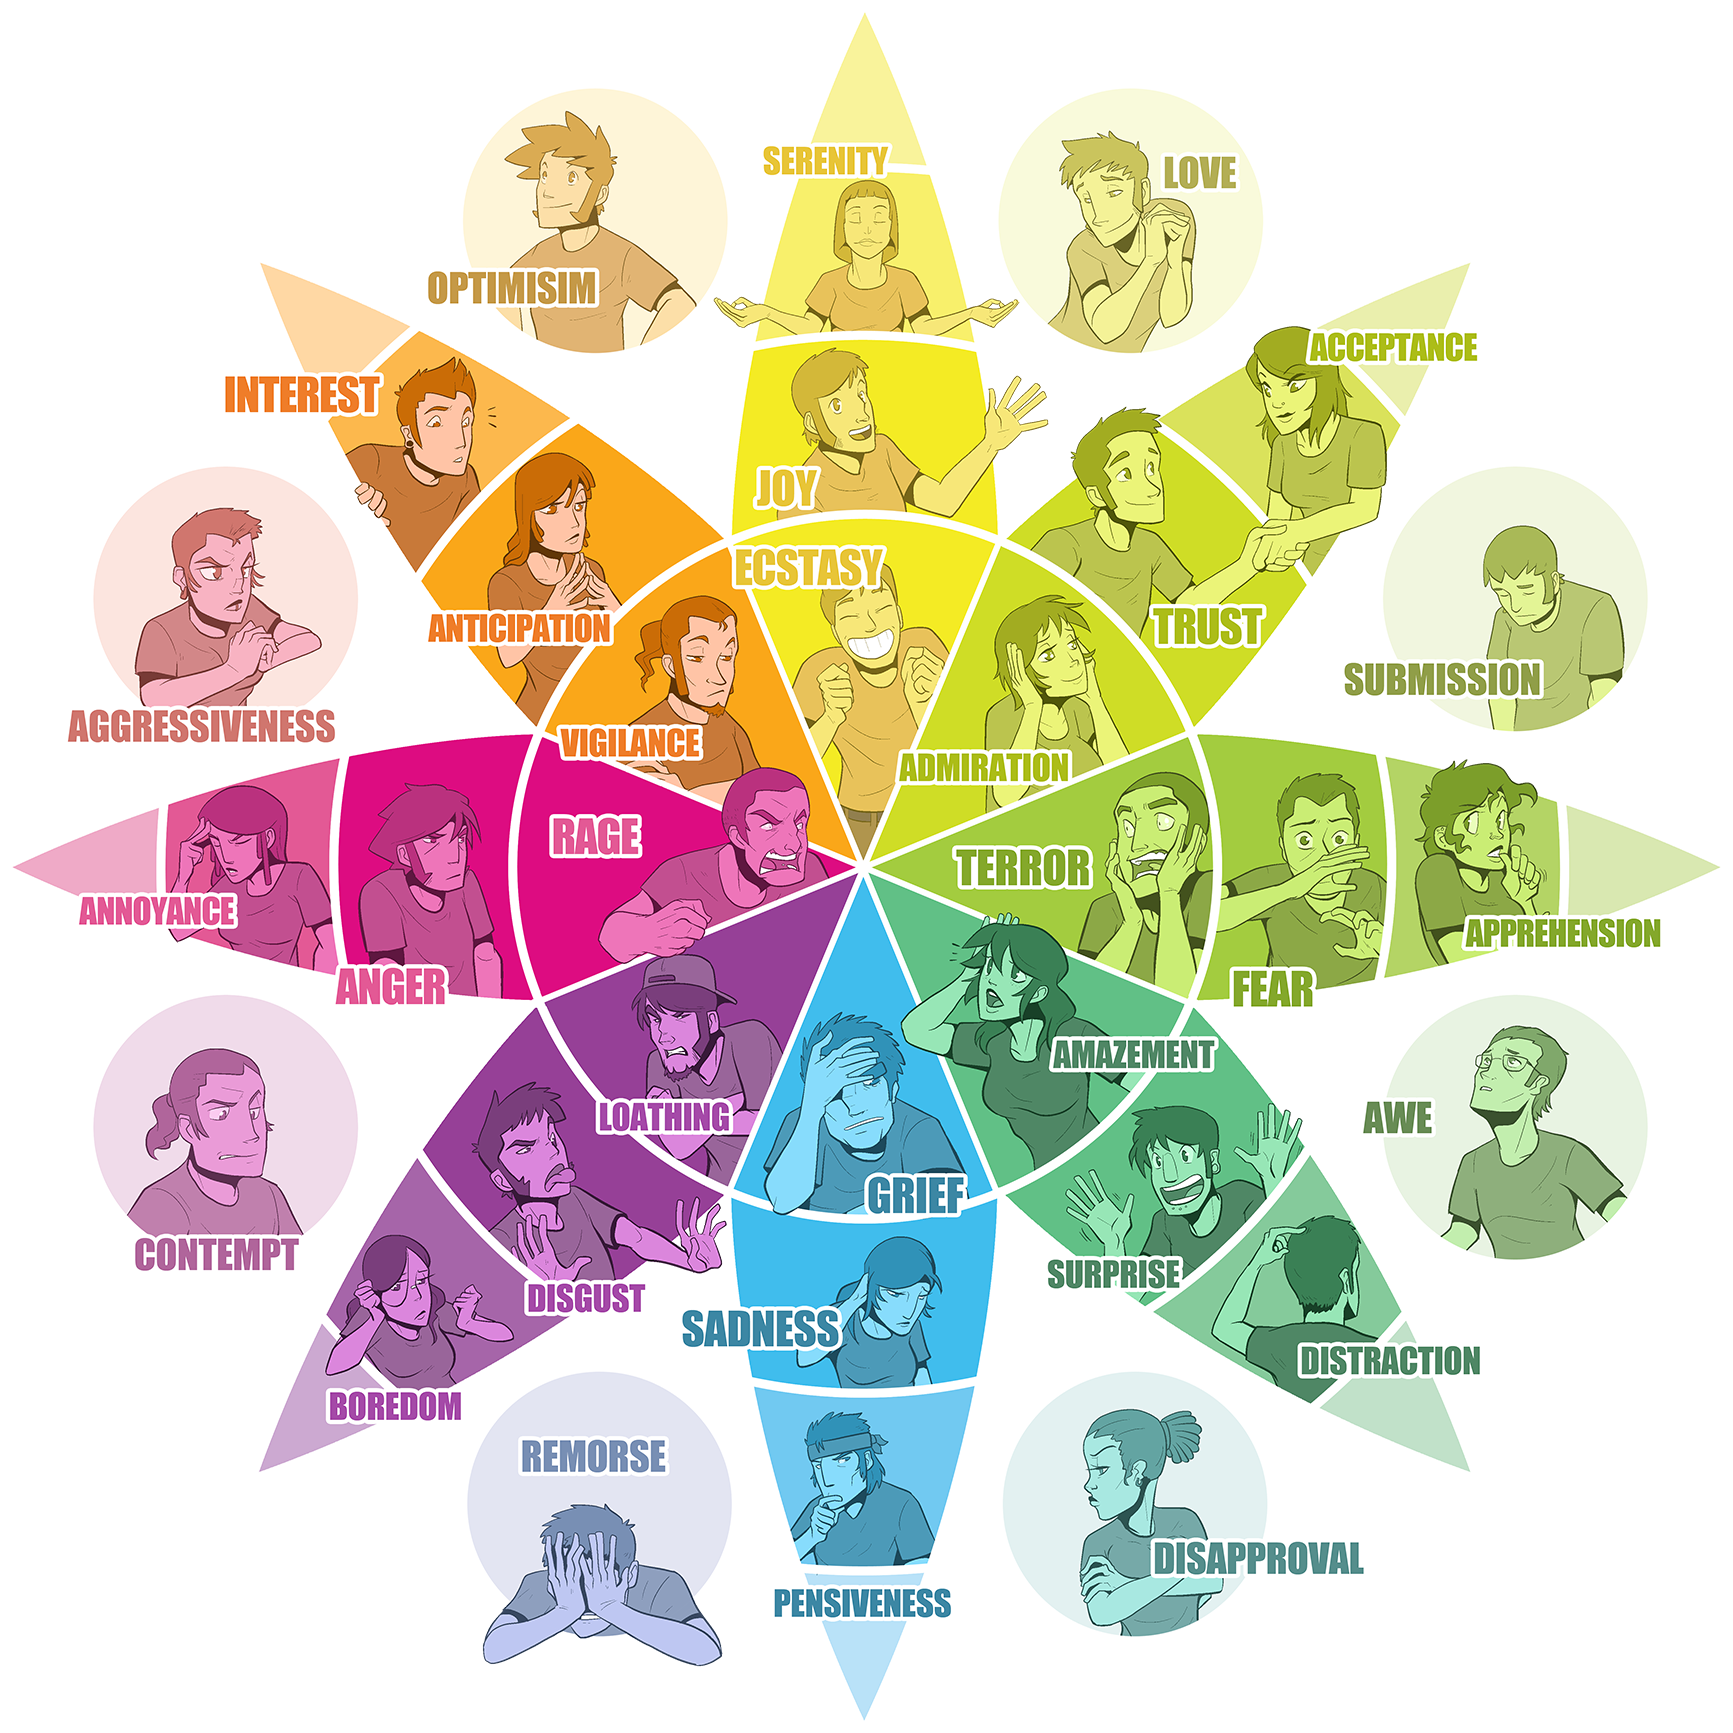 SERENITY
LOVE
OPTIMISIM
ACCEPTANCE
INTEREST
JOY
ECSTASY
ANTICIPATION
TRUST
SUBMISSION
AGGRESSIVENESS
VIGILANCE
ADMIRATION
RAGE
TERROR
ANNOYANCE
APPREHENSION
ANGER
FEAR
AMAZEMENT
LOATHING
AWE
GRIEF
CONTEMPT
SURPRISE
DISGUST
SADNESS
DISTRACTION
BOREDOM
REMORSE
DISAPPROVAL
PENSIVENESS